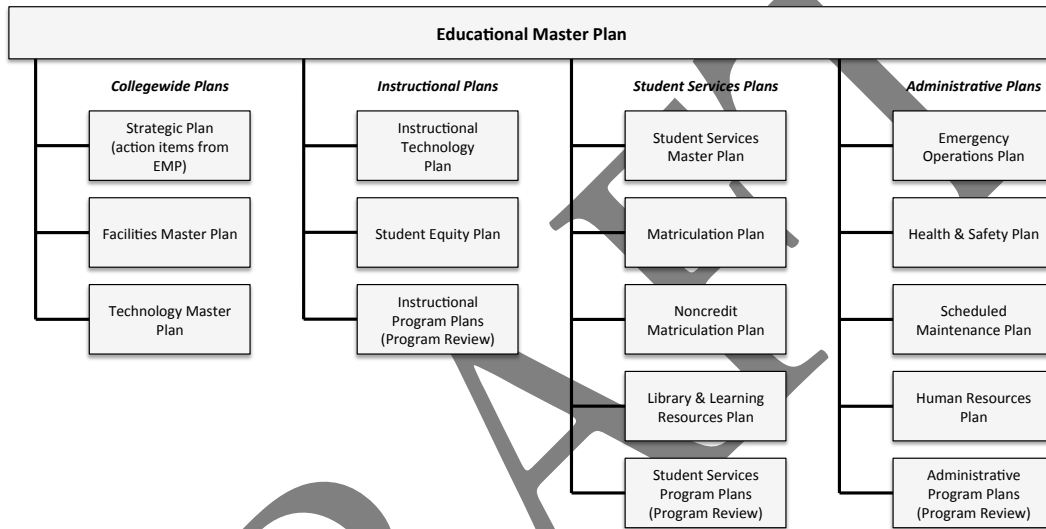 Educational Master Plan
Collegewide Plans
Strategic Plan
(action items from
EMP)
Facilities Master Plan
Technology Master
Plan
Instructional Plans
Instructional
Technology
Plan
Student Equity Plan
Instructional
Program Plans
(Program Review)
Student Services Plans
Student Services
Master Plan
Matriculation Plan
Noncredit
Matriculation Plan
Library & Learning
Resources Plan
Student Services
Program Plans
(Program Review)
Administrative Plans
Emergency
Operations Plan
Health & Safety Plan
Scheduled
Maintenance Plan
Human Resources
Plan
Administrative
Program Plans
(Program Review)